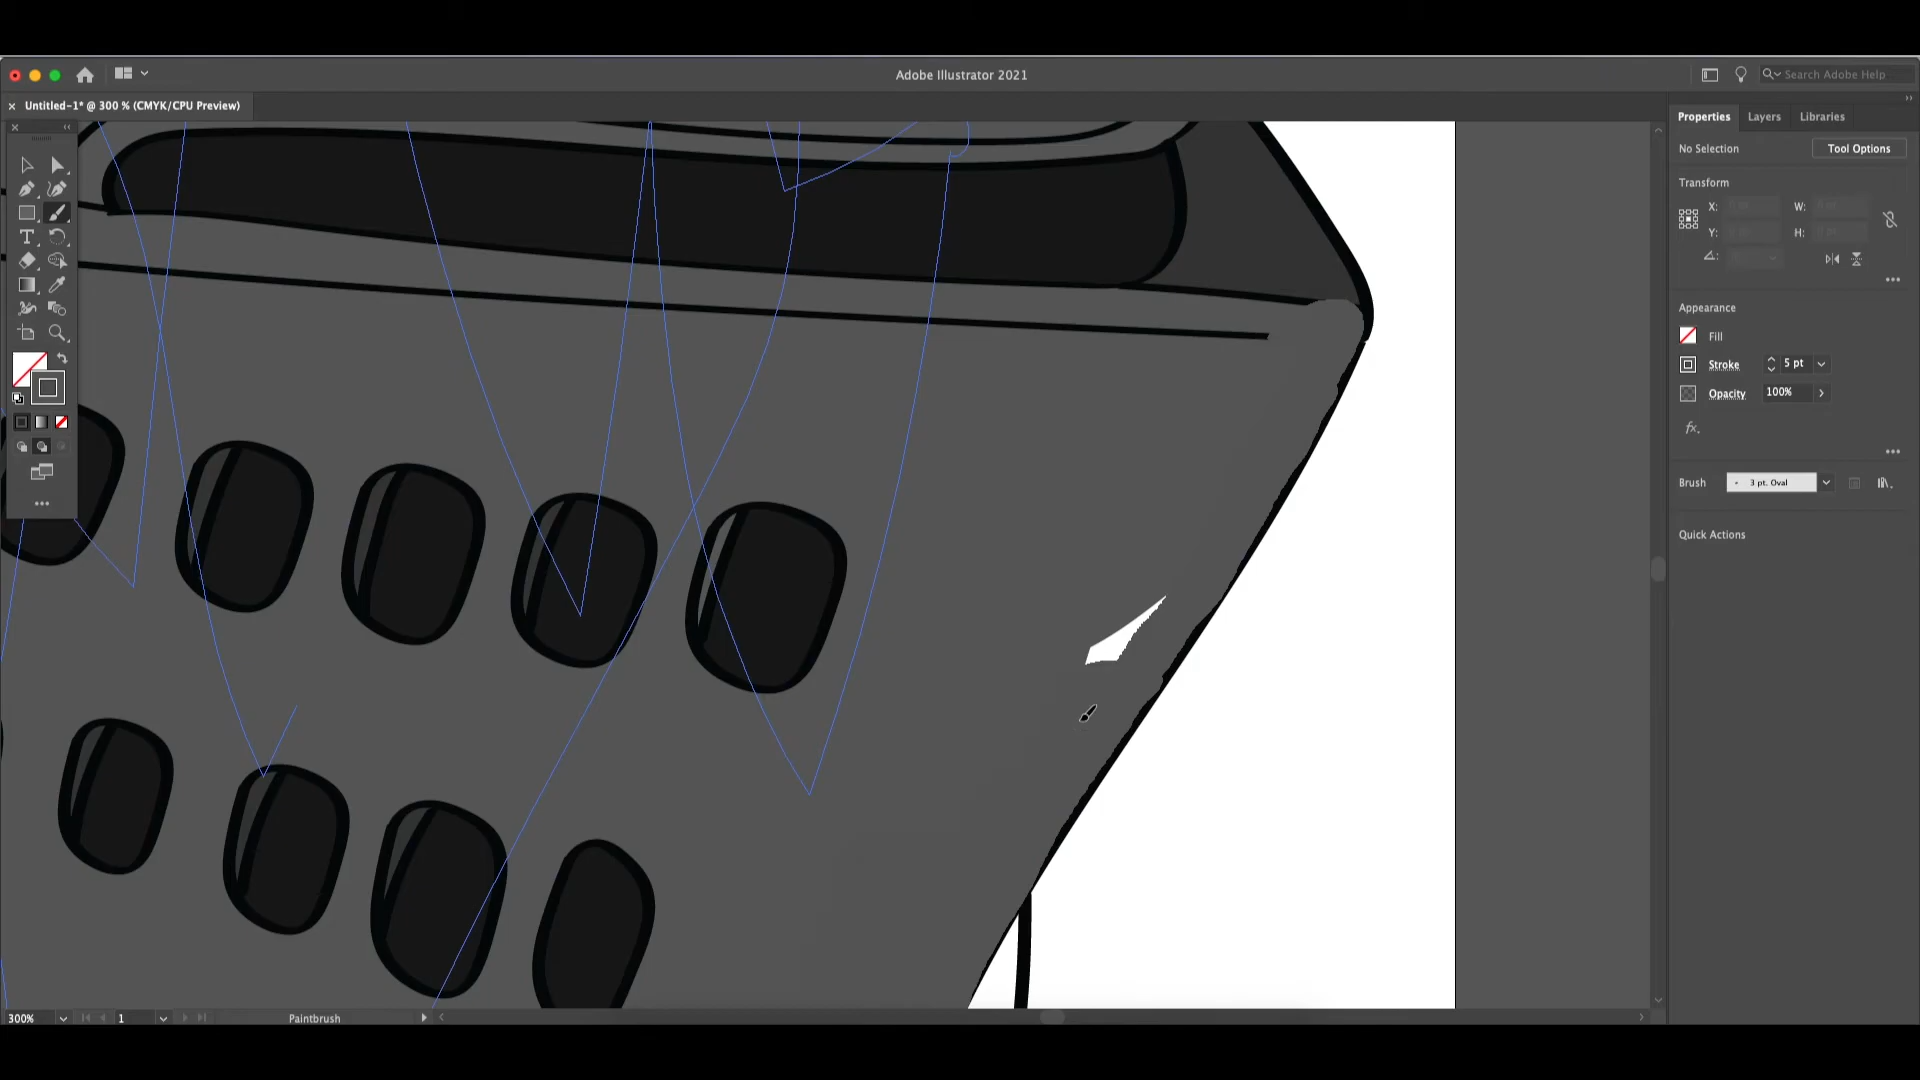 Adobe Illustrator 2021
Search Adobe Help
× Untitled-1* @ 300 % (CMYK/CPU Preview)
Properties Layers Libraries
No Selection Tool Options
Transform
X: W:
Y: H:
Appearance
Fill
Stroke 5 pt
Opacity 100%
fx.
Brush 3 pt. Oval
Quick Actions
300% 1 Paintbrush